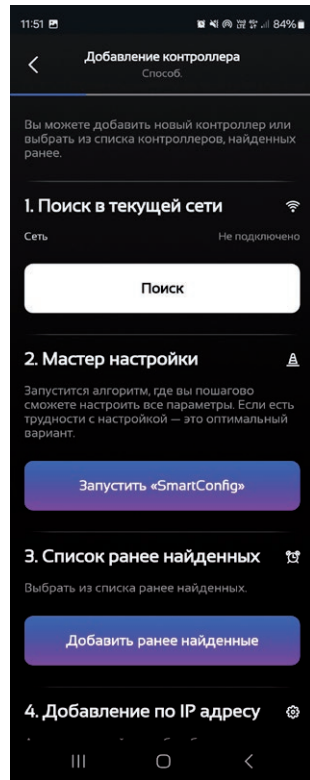 11:51
84%
Добавление контроллера
Способ.
Вы можете добавить новый контроллер или
выбрать из списка контроллеров, найденных
ранее.
1. Поиск в текущей сети
Сеть Не подключено
Поиск
2. Мастер настройки
Запустится алгоритм, где вы пошагово
сможете настроить все параметры. Если есть
трудности с настройкой — это оптимальный
вариант.
Запустить «SmartConfig»
3. Список ранее найденных
Выбрать из списка ранее найденных.
Добавить ранее найденные
4. Добавление по IP адресу